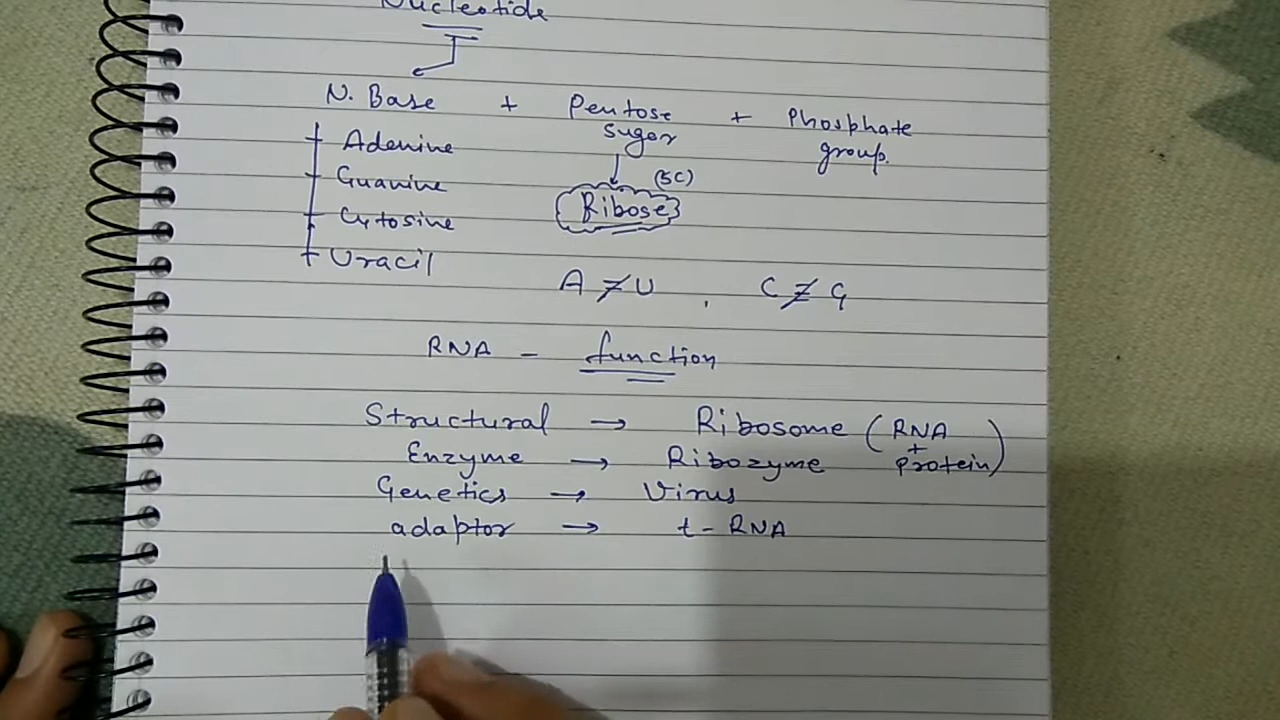 Nucleotide
N. Base + Pentose sugar + Phosphate group.
Adenine
Guanine
Cytosine
Uracil
(5C)
Ribose
A ≠ U , C ≠ G
RNA - function
Structural → Ribosome (RNA + protein)
Enzyme → Ribozyme
Genetics → Virus
adaptor → t-RNA